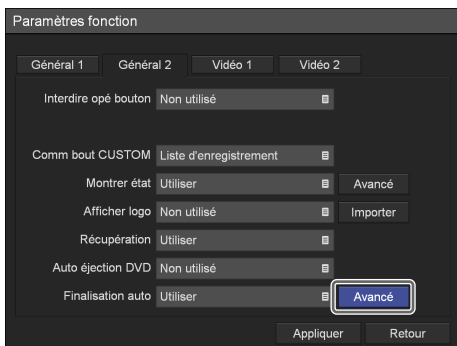 Paramètres fonction
Général 1 Général 2 Vidéo 1 Vidéo 2
Interdire opé bouton Non utilisé
Comm bout CUSTOM Liste d'enregistrement
Montrer état Utiliser Avancé
Afficher logo Non utilisé Importer
Récupération Utiliser
Auto éjection DVD Non utilisé
Finalisation auto Utiliser Avancé
Appliquer Retour